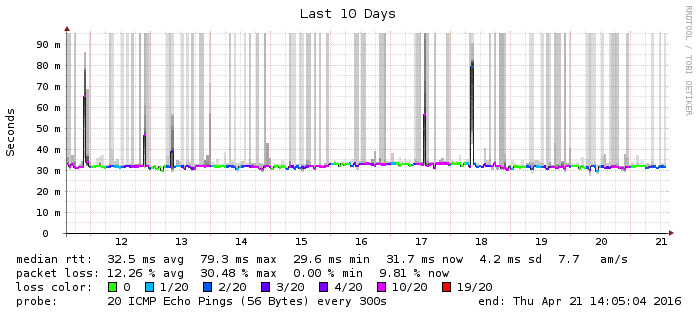 Last 10 Days
RRDTOOL / TOBI OETIKER
Seconds
90 m
80 m
70 m
60 m
50 m
40 m
30 m
20 m
10 m
0
12 13 14 15 16 17 18 19 20 21
median rtt: 32.5 ms avg 79.3 ms max 29.6 ms min 31.7 ms now 4.2 ms sd 7.7 am/s
packet loss: 12.26 % avg 30.48 % max 0.00 % min 9.81 % now
loss color: 0 1/20 2/20 3/20 4/20 10/20 19/20
probe: 20 ICMP Echo Pings (56 Bytes) every 300s end: Thu Apr 21 14:05:04 2016